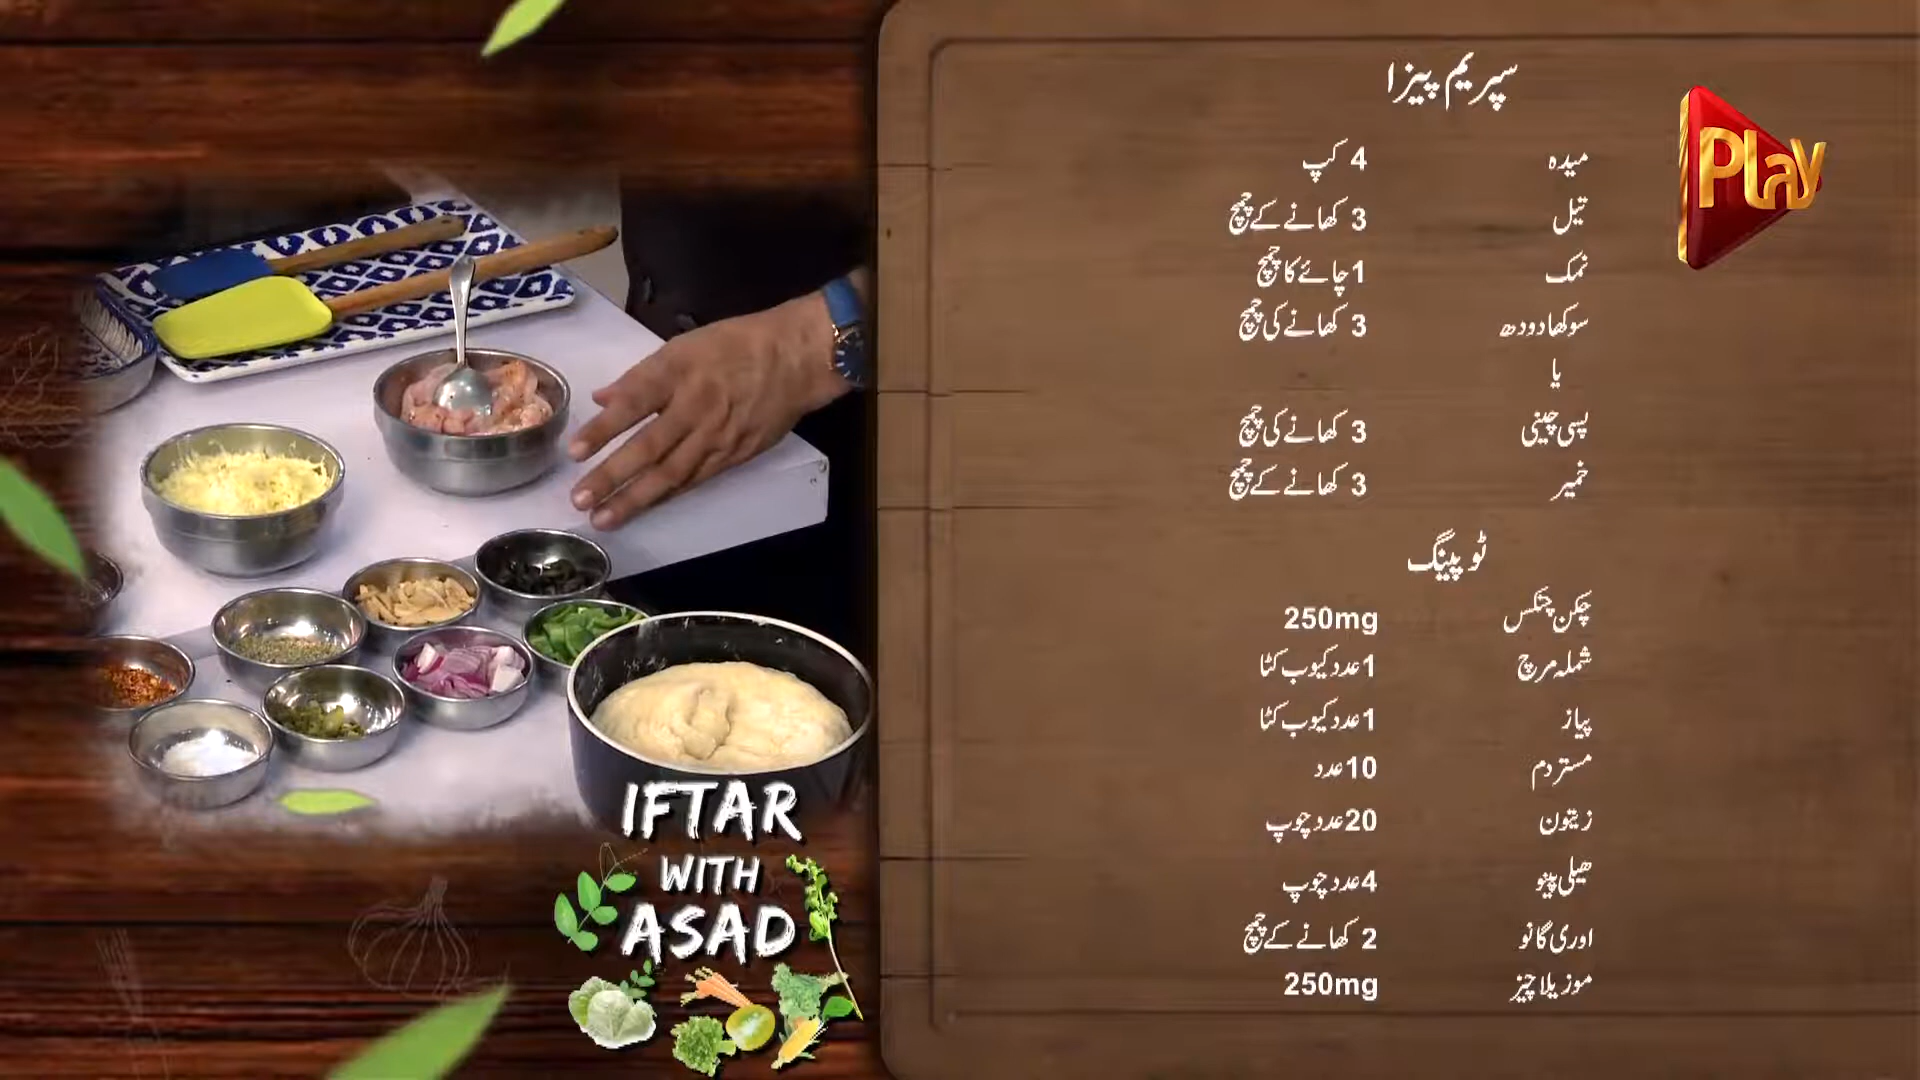 سپریم پیزا
میدہ 4 کپ
تیل 3 کھانے کے چمچ
نمک 1 چائے کا چمچ
سوکھا دودھ 3 کھانے کی چمچ
یا
پسی چینی 3 کھانے کی چمچ
خمیر 3 کھانے کے چمچ
ٹوپینگ
چکن چنکس 250mg
شملہ مرچ 1 عدد کیوب کٹا
پیاز 1 عدد کیوب کٹا
مستردم 10 عدد
زیتون 20 عدد چوپ
ھیلی پینو 4 عدد چوپ
اوری گانو 2 کھانے کے چمچ
موزیلا چیز 250mg
Play
IFTAR
WITH
ASAD